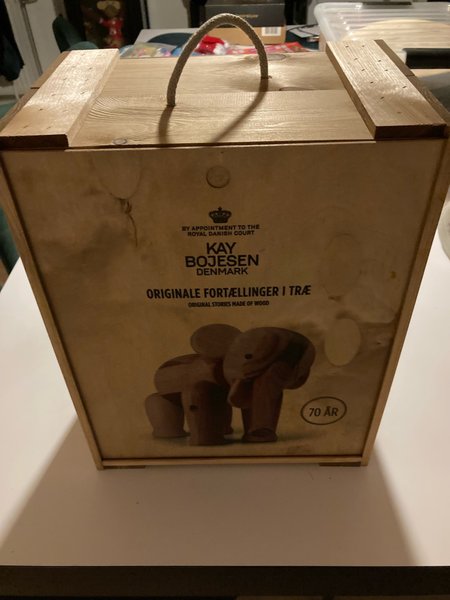 BY APPOINTMENT TO THE
ROYAL DANISH COURT
KAY
BOJESEN
DENMARK
ORIGINALE FORTÆLLINGER I TRÆ
ORIGINAL STORIES MADE OF WOOD
70 ÅR